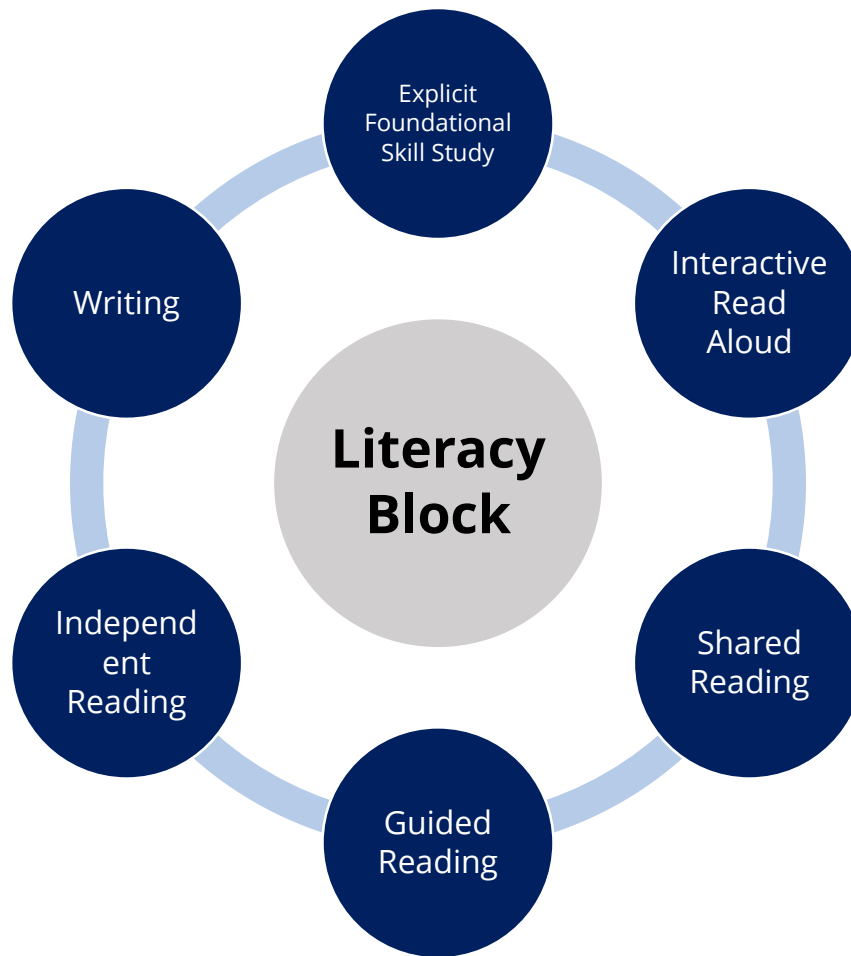 Explicit
Foundational
Skill Study
Interactive
Read
Aloud
Shared
Reading
Guided
Reading
Independ
ent
Reading
Writing
Literacy
Block